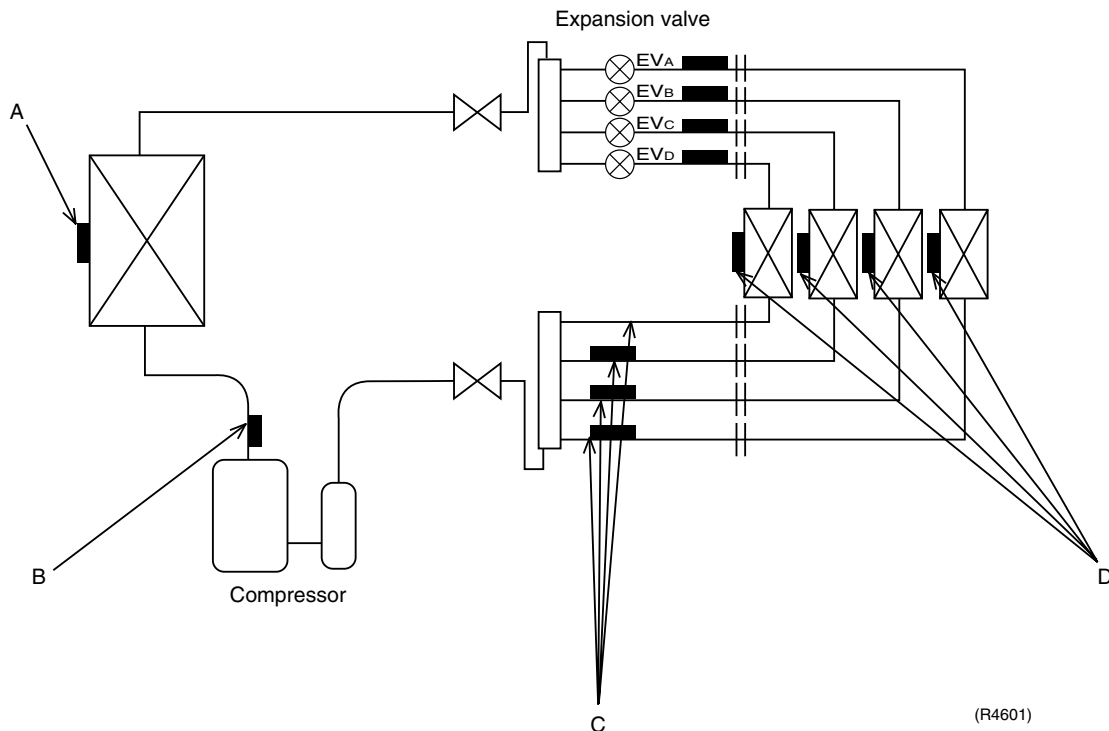 Expansion valve
EVA
EVB
EVC
EVD
A
B
Compressor
C
D
(R4601)